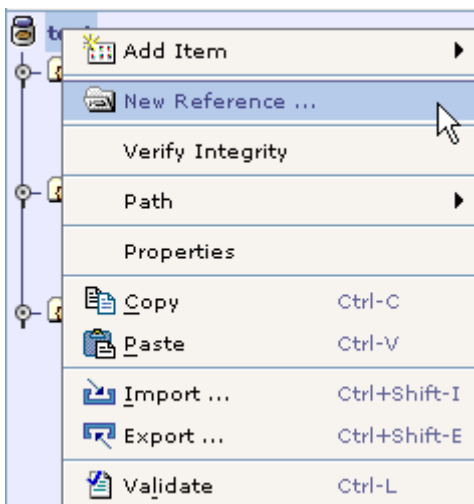 Add Item
New Reference ...
Verify Integrity
Path
Properties
Copy Ctrl-C
Paste Ctrl-V
Import ... Ctrl+Shift-I
Export ... Ctrl+Shift-E
Validate Ctrl-L